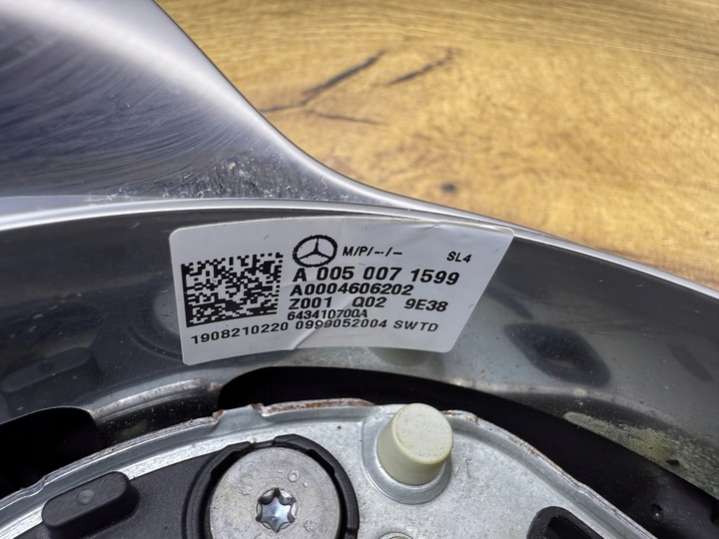 M/P/--/-- SL4
A 005 007 1599
A0004606202
Z001 Q02 9E38
643410700A
1908210220 0999052004 SWTD